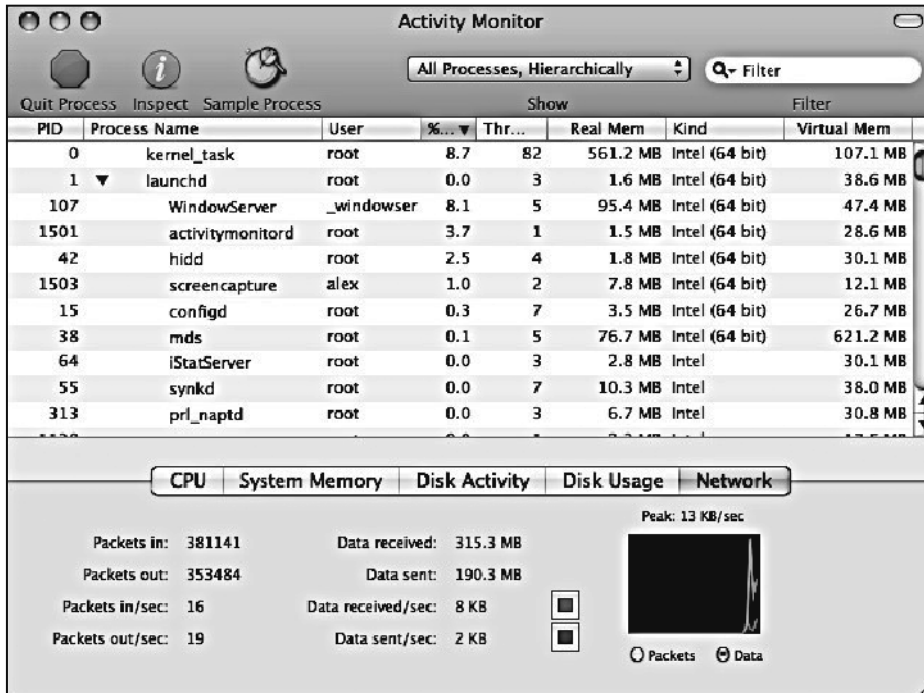 Activity Monitor
Quit Process Inspect Sample Process All Processes, Hierarchically Show Filter Filter
PID Process Name User %... Thr... Real Mem Kind Virtual Mem
0 kernel_task root 8.7 82 561.2 MB Intel (64 bit) 107.1 MB
1 launchd root 0.0 3 1.6 MB Intel (64 bit) 38.6 MB
107 WindowServer _windowser 8.1 5 95.4 MB Intel (64 bit) 47.4 MB
1501 activitymonitord root 3.7 1 1.5 MB Intel (64 bit) 28.6 MB
42 hidd root 2.5 4 1.8 MB Intel (64 bit) 30.1 MB
1503 screencapture alex 1.0 2 7.8 MB Intel (64 bit) 12.1 MB
15 configd root 0.3 7 3.5 MB Intel (64 bit) 26.7 MB
38 mds root 0.1 5 76.7 MB Intel (64 bit) 621.2 MB
64 iStatServer root 0.0 3 2.8 MB Intel 30.1 MB
55 synkd root 0.0 7 10.3 MB Intel 38.0 MB
313 prl_naptd root 0.0 3 6.7 MB Intel 30.8 MB
CPU System Memory Disk Activity Disk Usage Network
Peak: 13 KB/sec
Packets in: 381141 Data received: 315.3 MB
Packets out: 353484 Data sent: 190.3 MB
Packets in/sec: 16 Data received/sec: 8 KB
Packets out/sec: 19 Data sent/sec: 2 KB
Packets Data